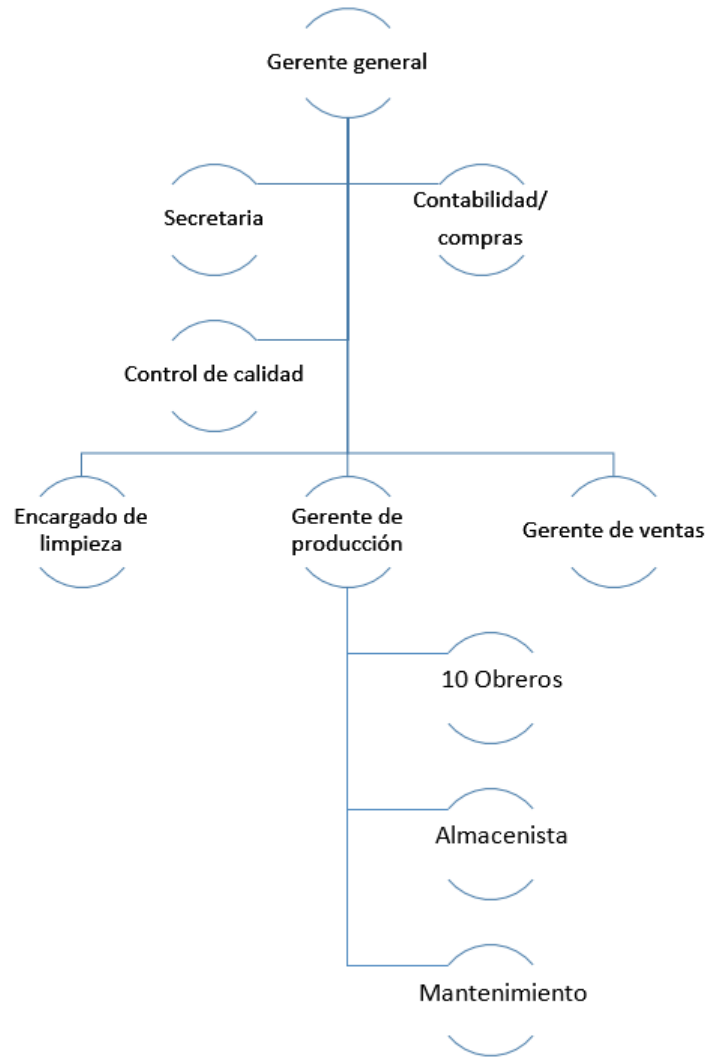 Gerente general
Secretaria
Contabilidad/
compras
Control de calidad
Encargado de
limpieza
Gerente de
producción
Gerente de ventas
10 Obreros
Almacenista
Mantenimiento